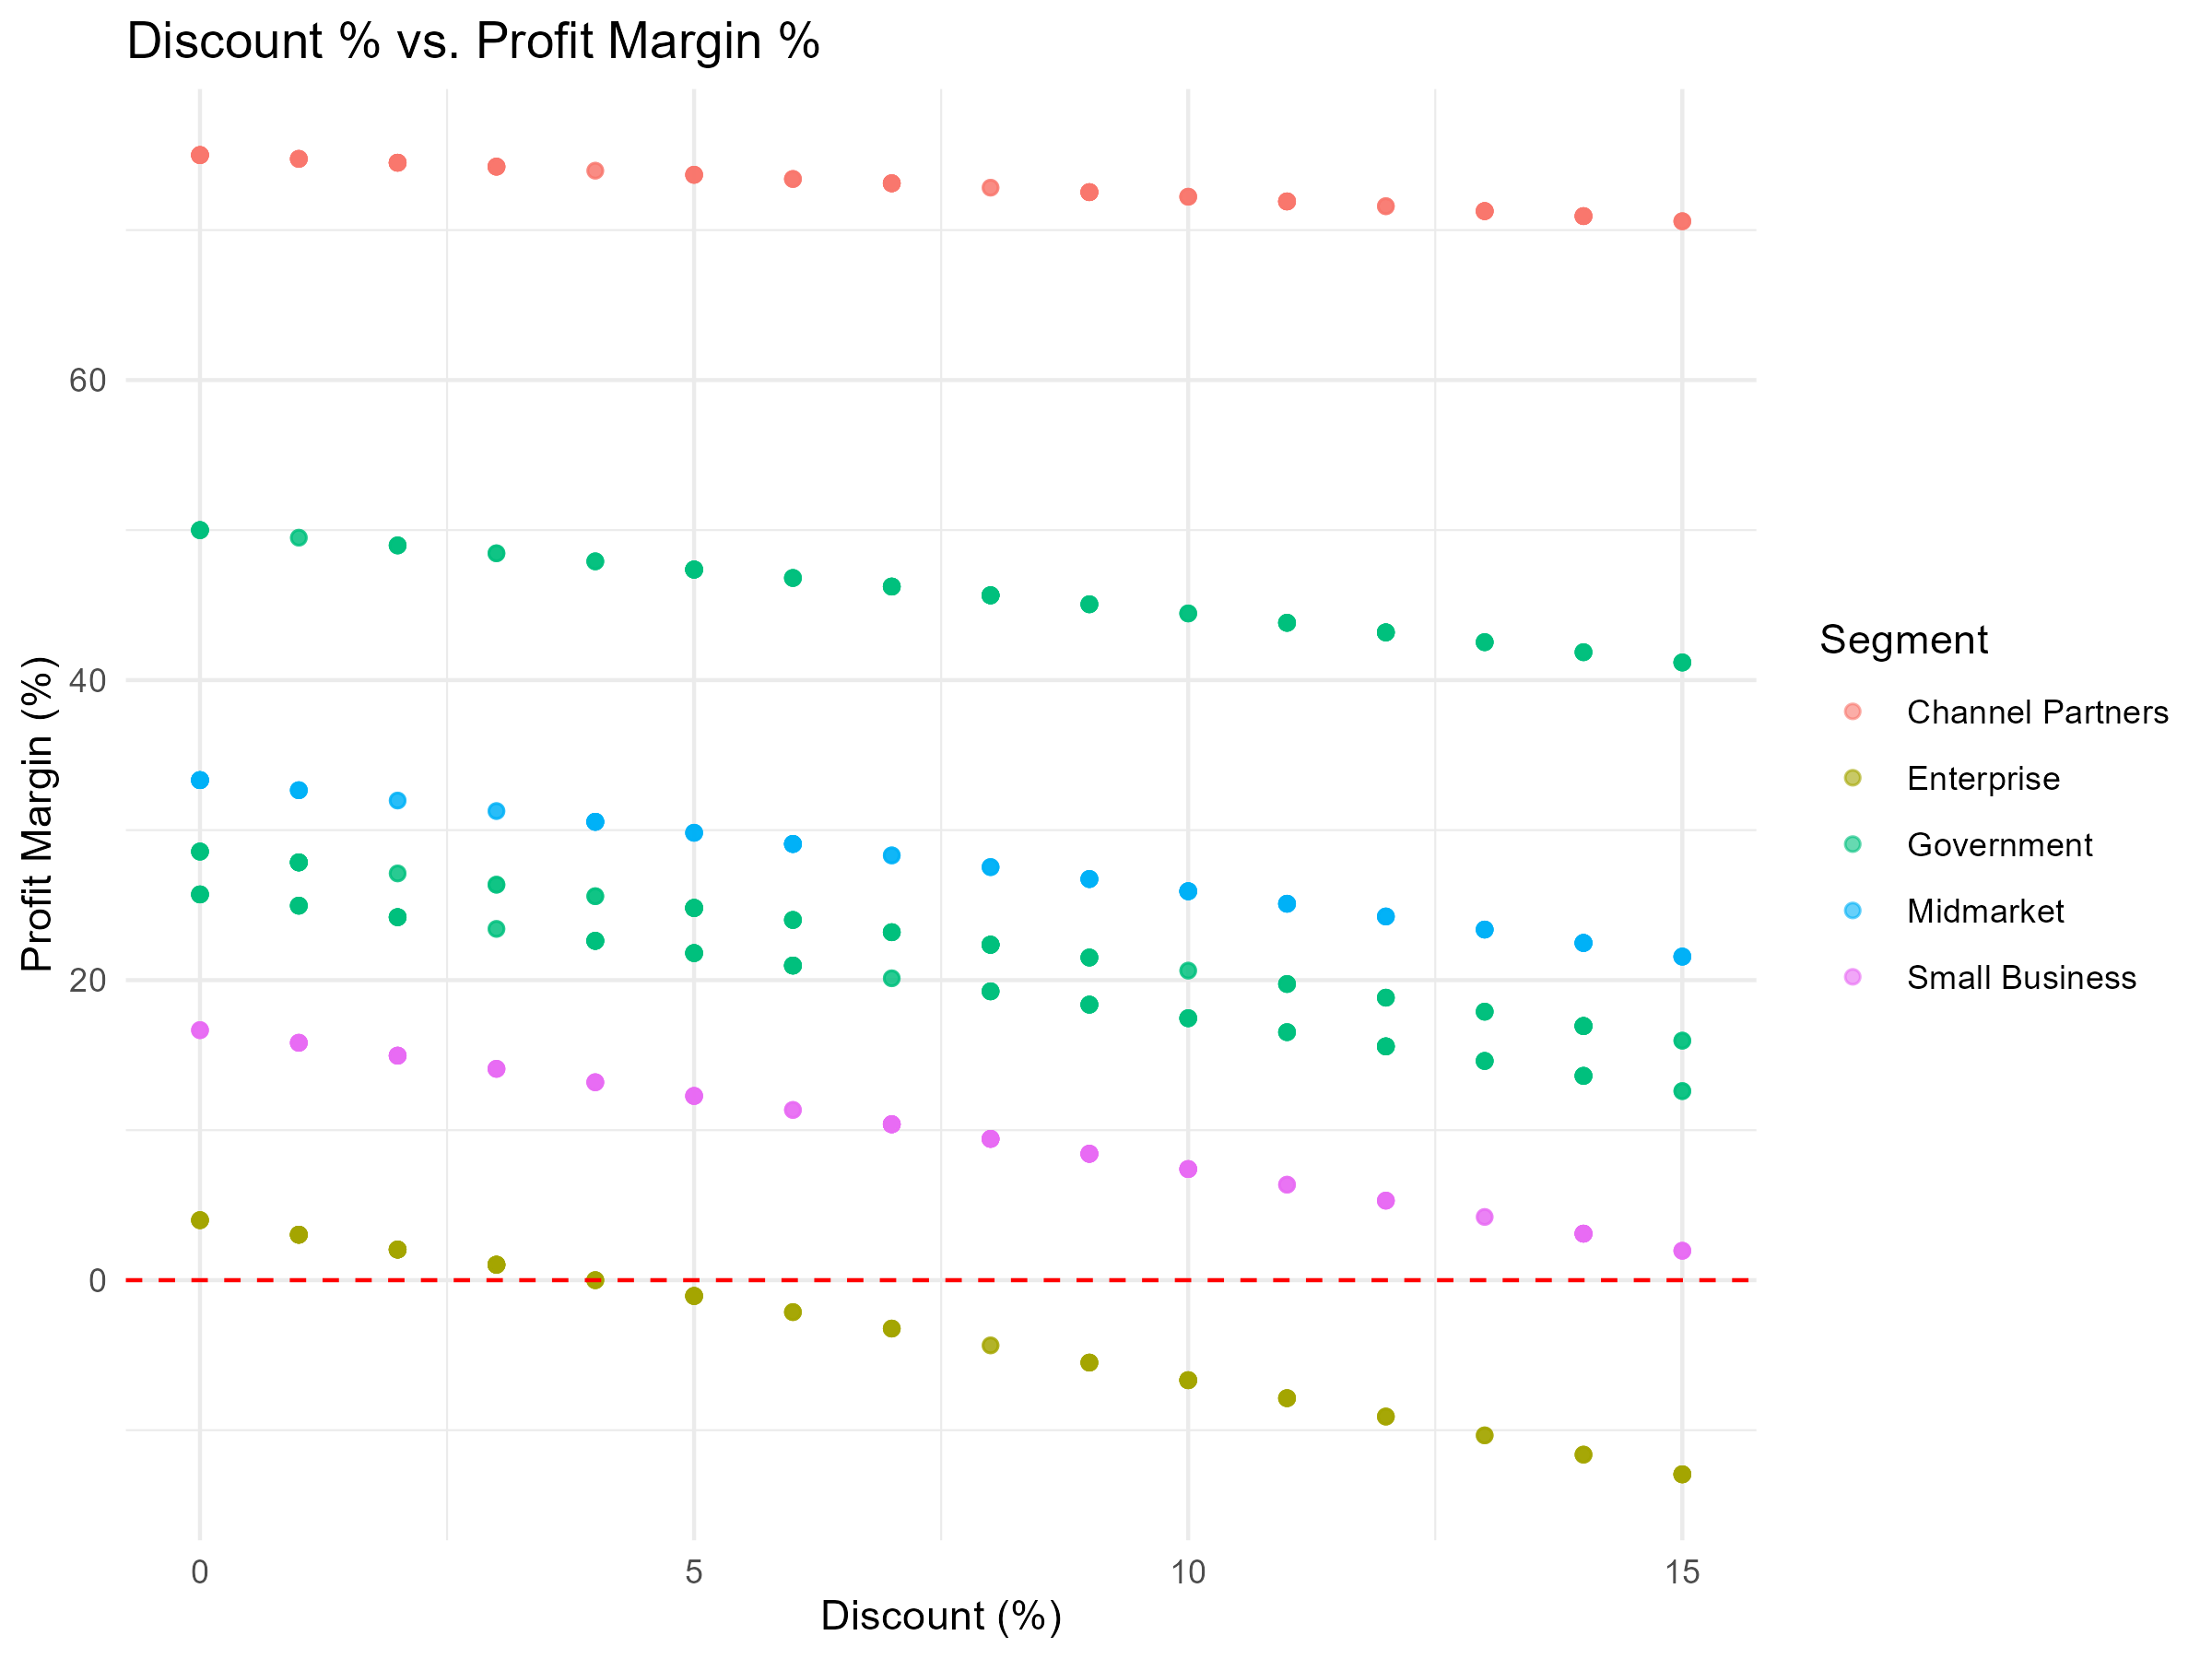 Discount % vs. Profit Margin %
Profit Margin (%)
60
40
20
0
0 5 10 15
Discount (%)
Segment
Channel Partners
Enterprise
Government
Midmarket
Small Business